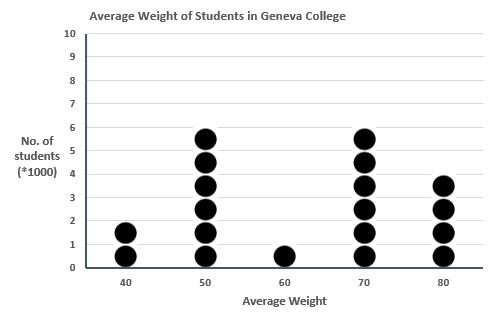 Average Weight of Students in Geneva College
10
9
8
7
6
5
4
3
2
1
0
No. of
students
(*1000)
40 50 60 70 80
Average Weight